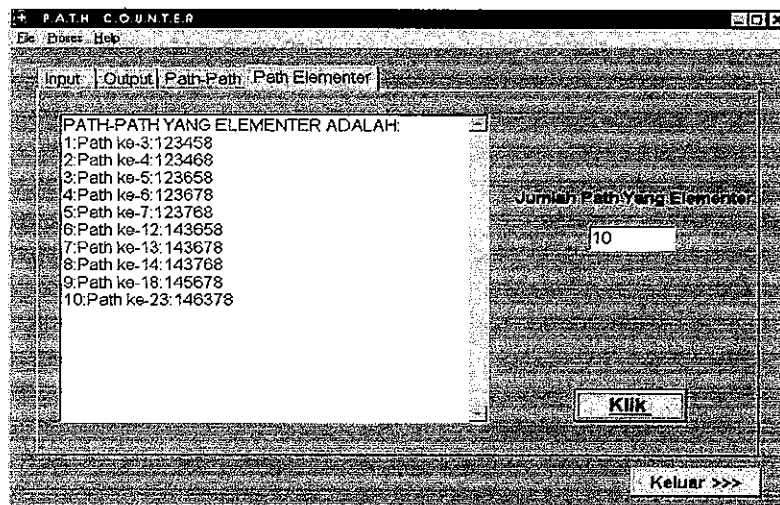 P.A.T.H C.O.U.N.T.E.R
File Proses Help
Input Output Path-Path Path Elementer
PATH-PATH YANG ELEMENTER ADALAH:
1:Path ke-3:123458
2:Path ke-4:123468
3:Path ke-5:123658
4:Path ke-6:123678
5:Path ke-7:123768
6:Path ke-12:143658
7:Path ke-13:143678
8:Path ke-14:143768
9:Path ke-18:145678
10:Path ke-23:146378
Jumlah Path Yang Elementer
10
Klik
Keluar >>>